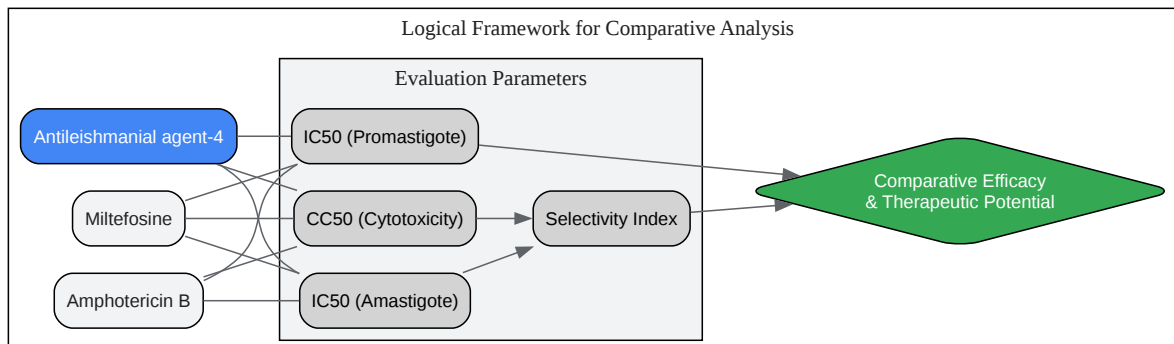 Logical Framework for Comparative Analysis
Evaluation Parameters
Antileishmanial agent-4
Miltefosine
Amphotericin B
IC50 (Promastigote)
CC50 (Cytotoxicity)
IC50 (Amastigote)
Selectivity Index
Comparative Efficacy
& Therapeutic Potential